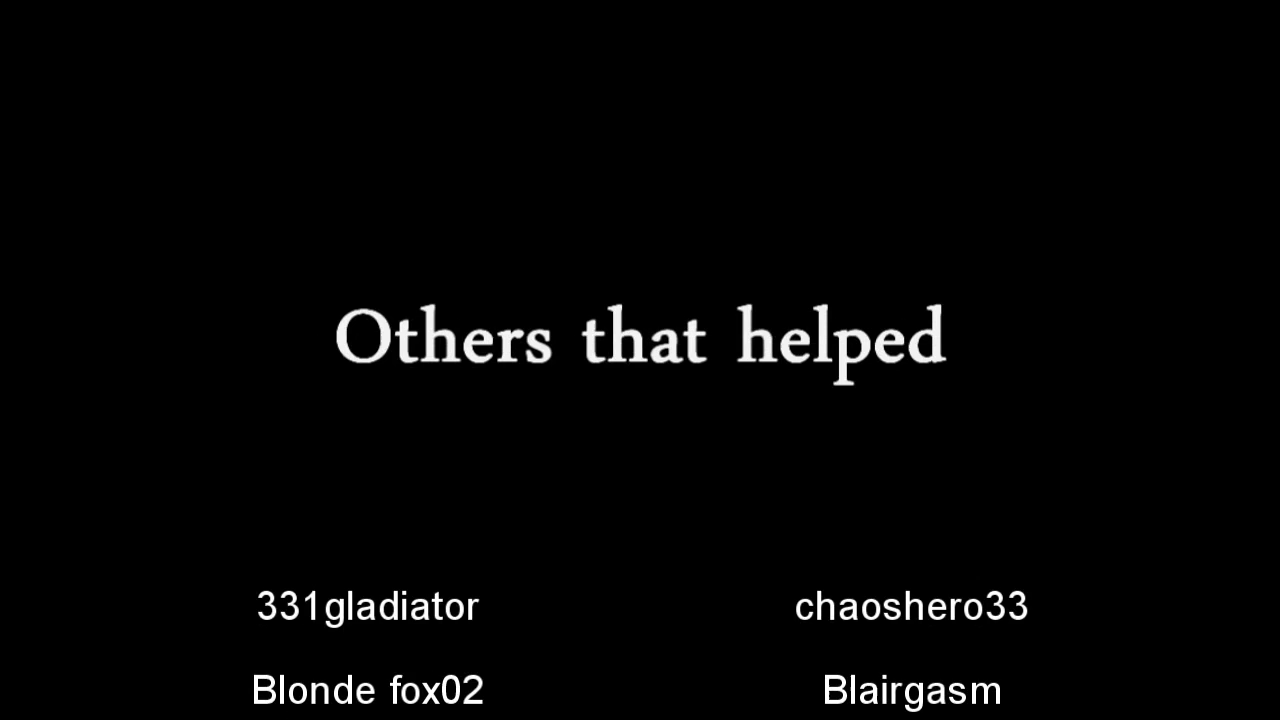 Others that helped
331gladiator chaoshero33
Blonde fox02 Blairgasm